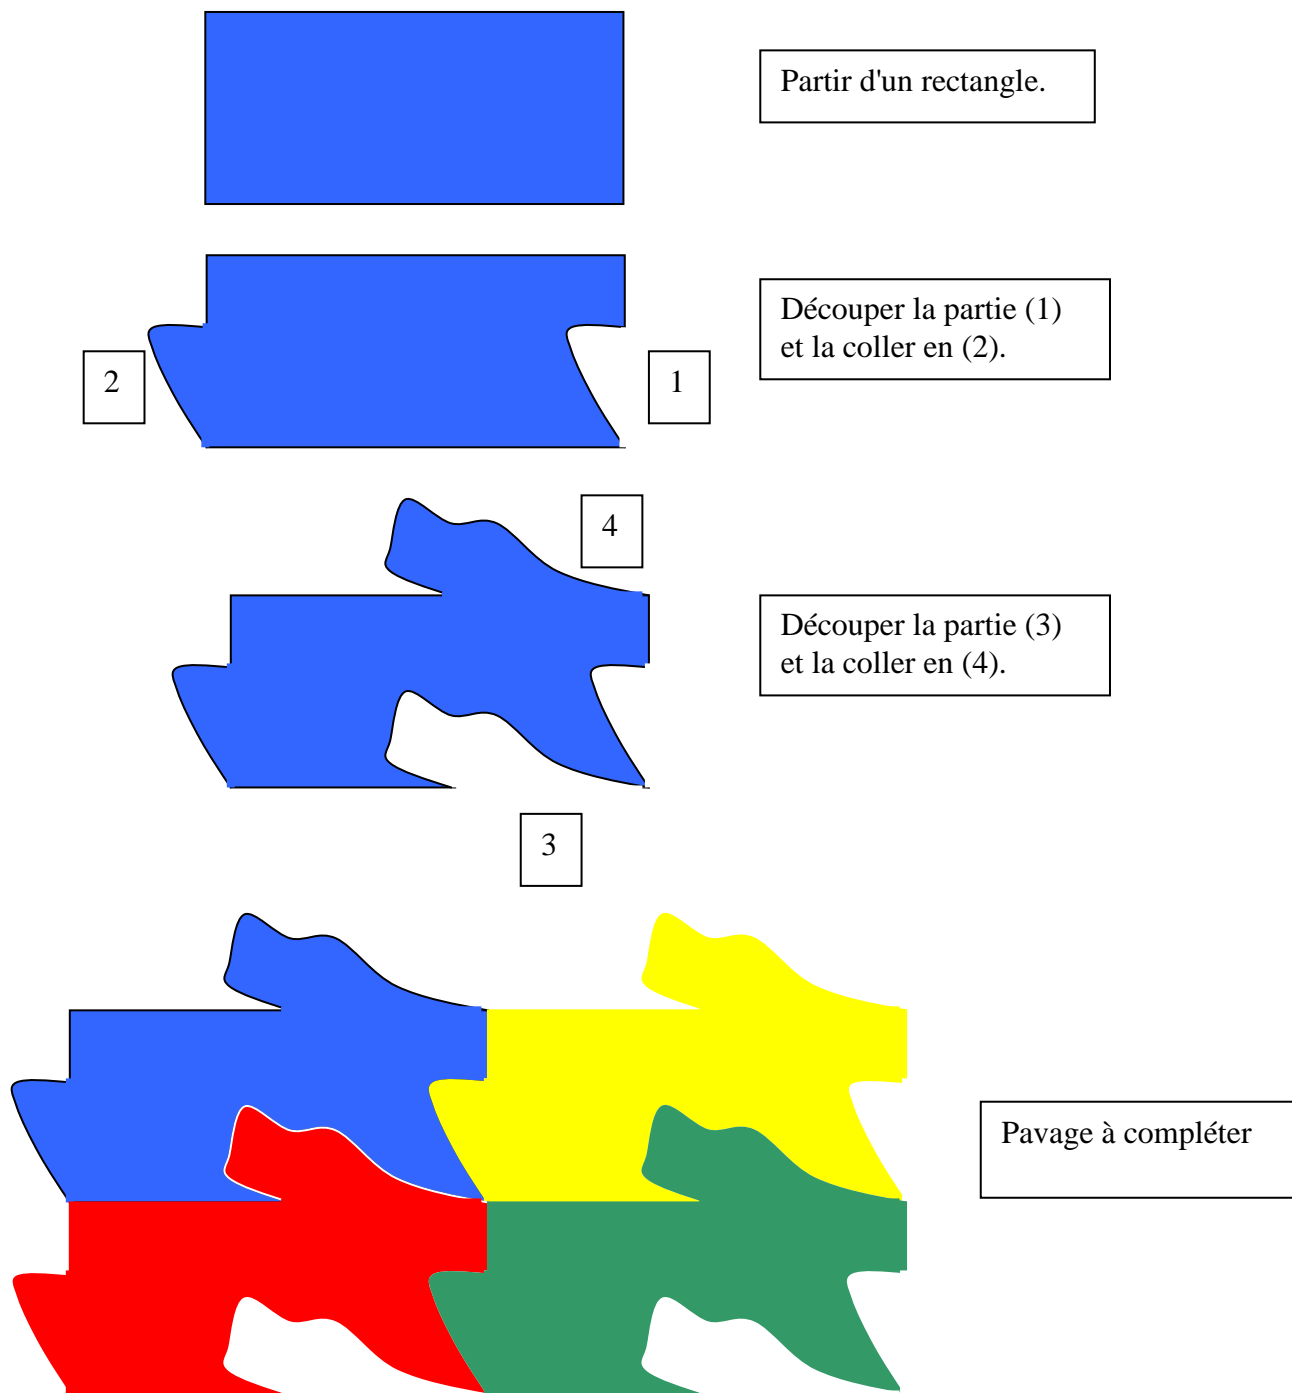 Partir d'un rectangle.
Découper la partie (1)
et la coller en (2).
2
1
4
Découper la partie (3)
et la coller en (4).
3
Pavage à compléter